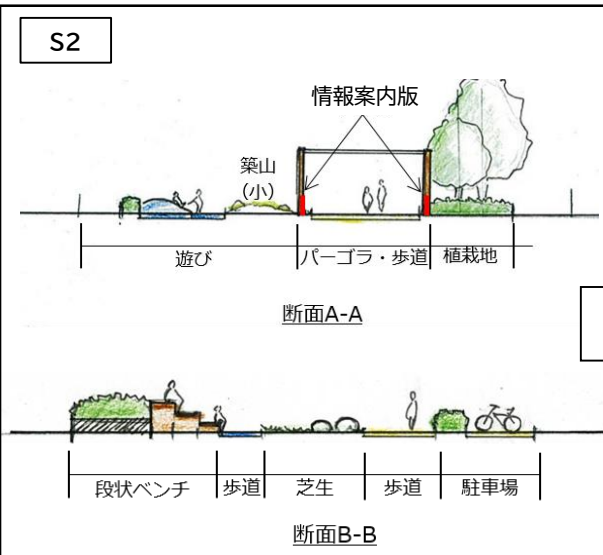 S2
情報案内版
築山
(小)
遊び
パーゴラ・歩道
植栽地
断面A-A
段状ベンチ
歩道
芝生
歩道
駐車場
断面B-B